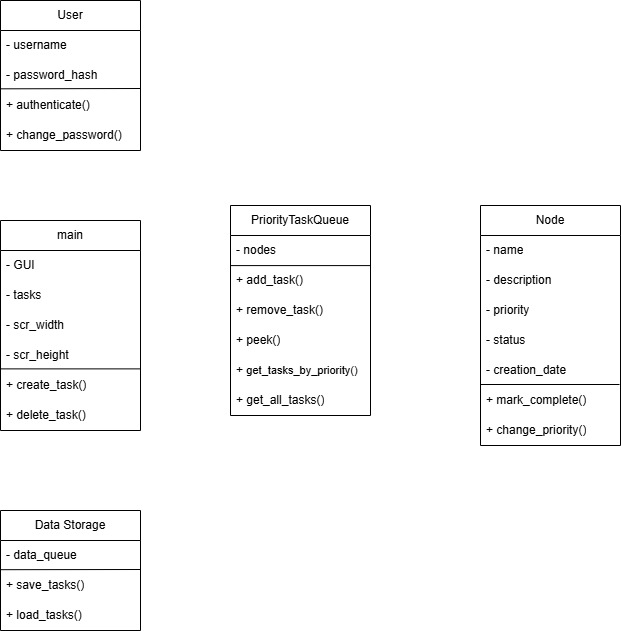 User
- username
- password_hash
+ authenticate()
+ change_password()
main
- GUI
- tasks
- scr_width
- scr_height
+ create_task()
+ delete_task()
PriorityTaskQueue
- nodes
+ add_task()
+ remove_task()
+ peek()
+ get_tasks_by_priority()
+ get_all_tasks()
Node
- name
- description
- priority
- status
- creation_date
+ mark_complete()
+ change_priority()
Data Storage
- data_queue
+ save_tasks()
+ load_tasks()